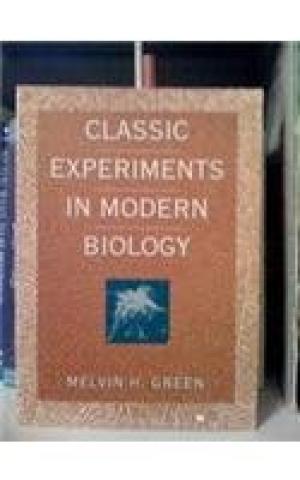 CLASSIC
EXPERIMENTS
IN MODERN
BIOLOGY
MELVIN H. GREEN